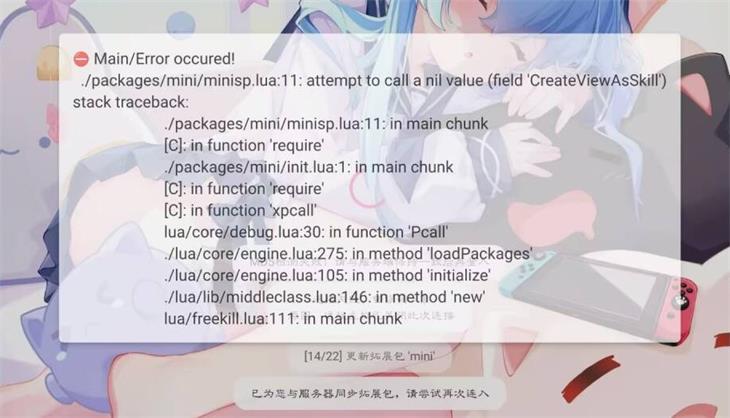 Main/Error occured!
./packages/mini/minisp.lua:11: attempt to call a nil value (field 'CreateViewAsSkill')
stack traceback:
./packages/mini/minisp.lua:11: in main chunk
[C]: in function 'require'
./packages/mini/init.lua:1: in main chunk
[C]: in function 'require'
[C]: in function 'xpcall'
lua/core/debug.lua:30: in function 'Pcall'
./lua/core/engine.lua:275: in method 'loadPackages'
./lua/core/engine.lua:105: in method 'initialize'
./lua/lib/middleclass.lua:146: in method 'new'
lua/freekill.lua:111: in main chunk
[14/22] 更新拓展包 'mini'
已为您与服务器同步拓展包，请尝试再次连入